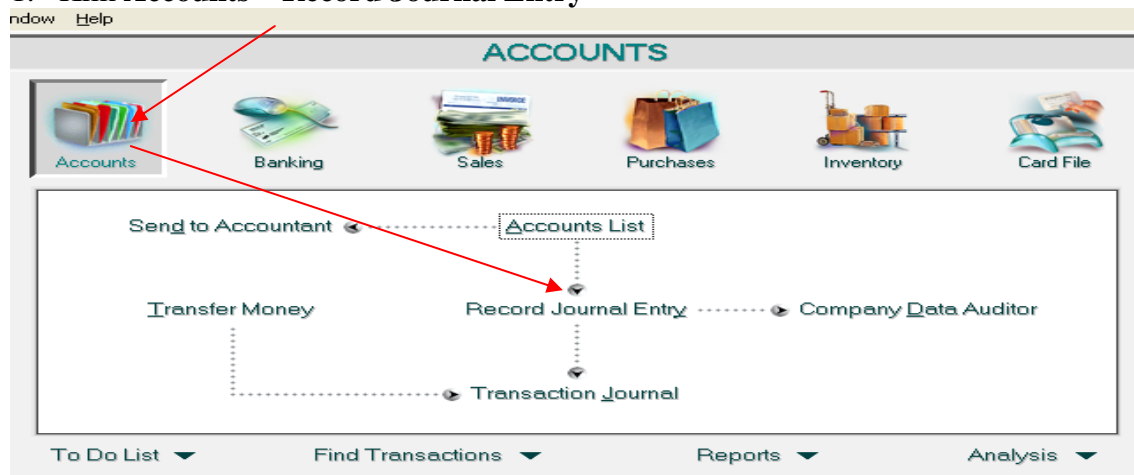 ndow Help
ACCOUNTS
Accounts Banking Sales Purchases Inventory Card File
Send to Accountant Accounts List
Transfer Money Record Journal Entry Company Data Auditor
Transaction Journal
To Do List Find Transactions Reports Analysis